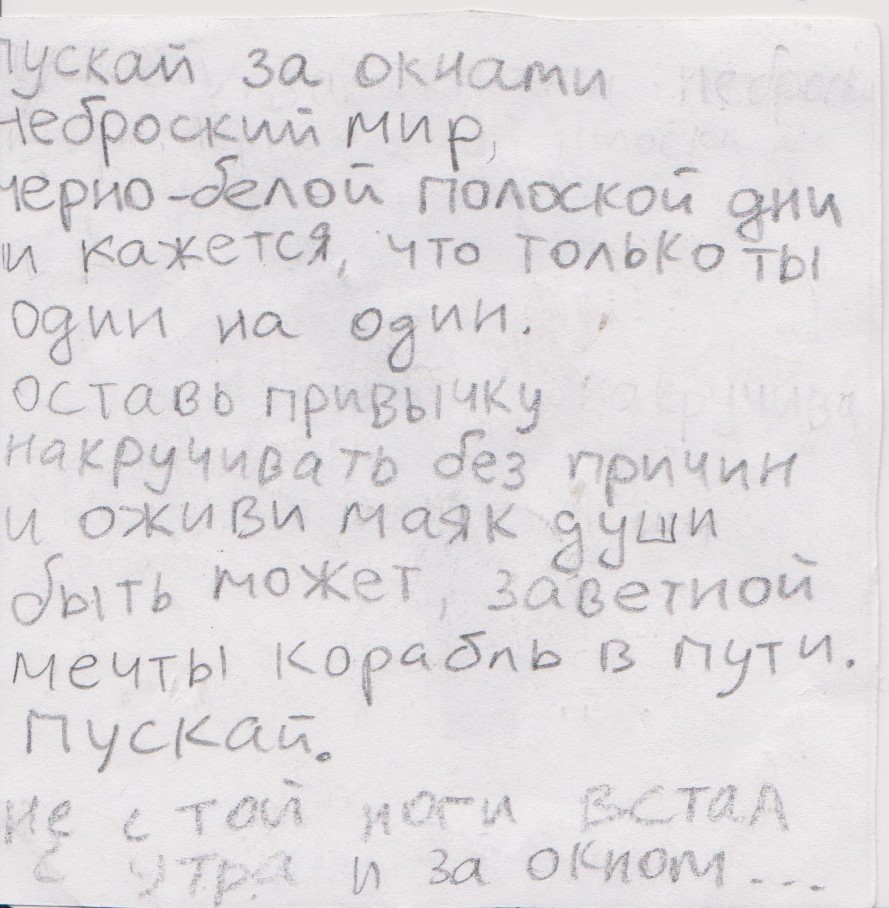 пускай за окнами
неброский мир,
черно-белой полоской дни
и кажется, что только ты
один на один.
оставь привычку
накручивать без причин
и оживи маяк души
быть может, заветной
мечты корабль в пути.
Пускай.
не с той ноги встал
с утра и за окном...